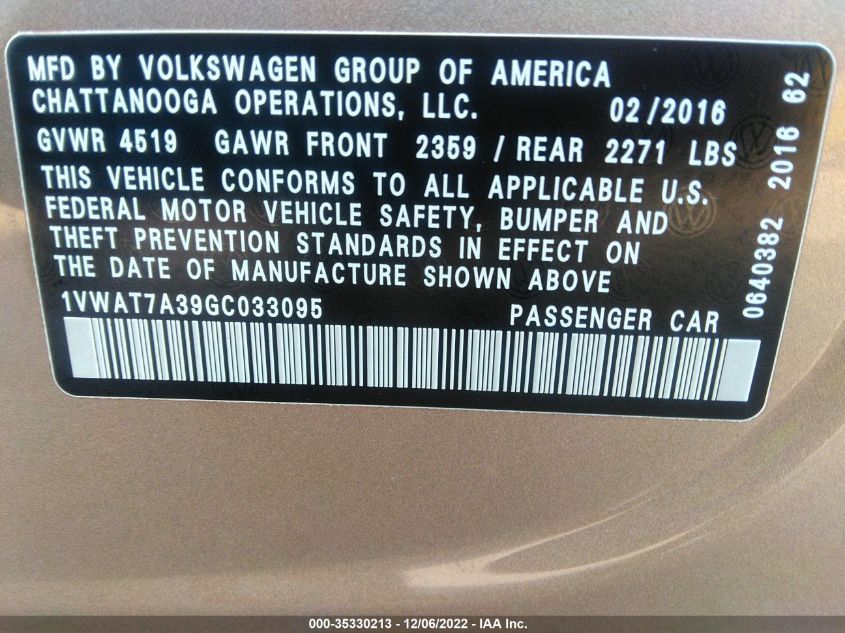 MFD BY VOLKSWAGEN GROUP OF AMERICA
CHATTANOOGA OPERATIONS, LLC. 02/2016
GVWR 4519 GAWR FRONT 2359 / REAR 2271 LBS
THIS VEHICLE CONFORMS TO ALL APPLICABLE U.S.
FEDERAL MOTOR VEHICLE SAFETY, BUMPER AND
THEFT PREVENTION STANDARDS IN EFFECT ON
THE DATE OF MANUFACTURE SHOWN ABOVE
1VWAT7A39GC033095 PASSENGER CAR
0640382 2016 62
000-35330213 - 12/06/2022 - IAA Inc.